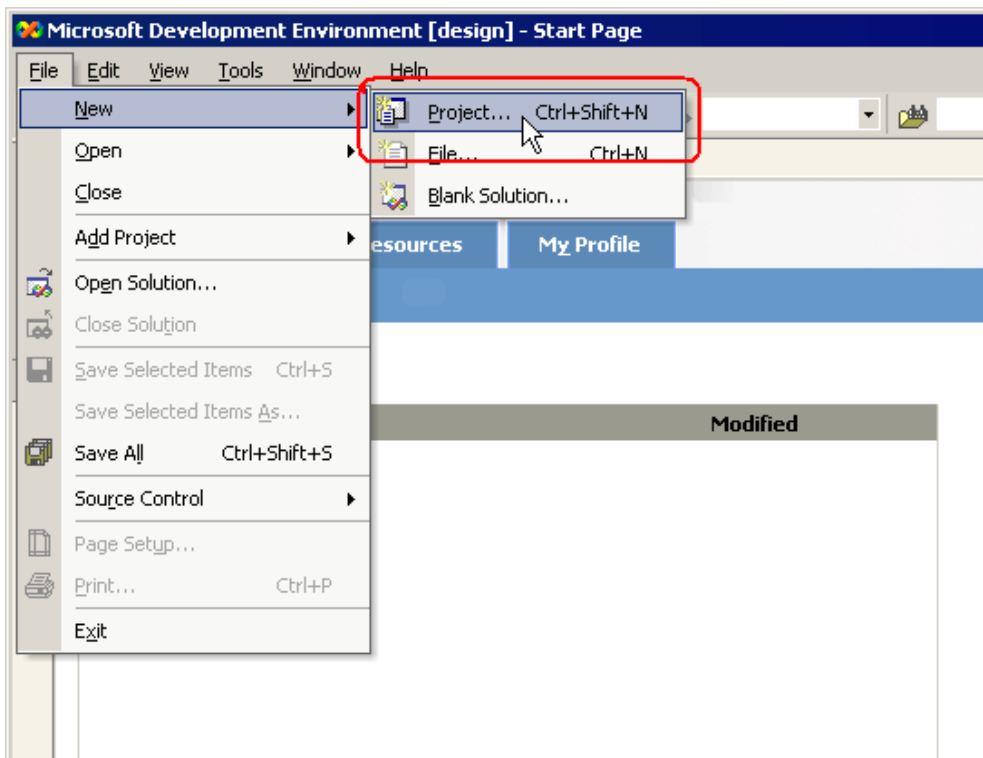 Microsoft Development Environment [design] - Start Page
File Edit View Tools Window Help
New
Project... Ctrl+Shift+N
Open
File... Ctrl+N
Close
Blank Solution...
Add Project
esources My Profile
Open Solution...
Close Solution
Save Selected Items Ctrl+S
Save Selected Items As...
Modified
Save All Ctrl+Shift+S
Source Control
Page Setup...
Print... Ctrl+P
Exit